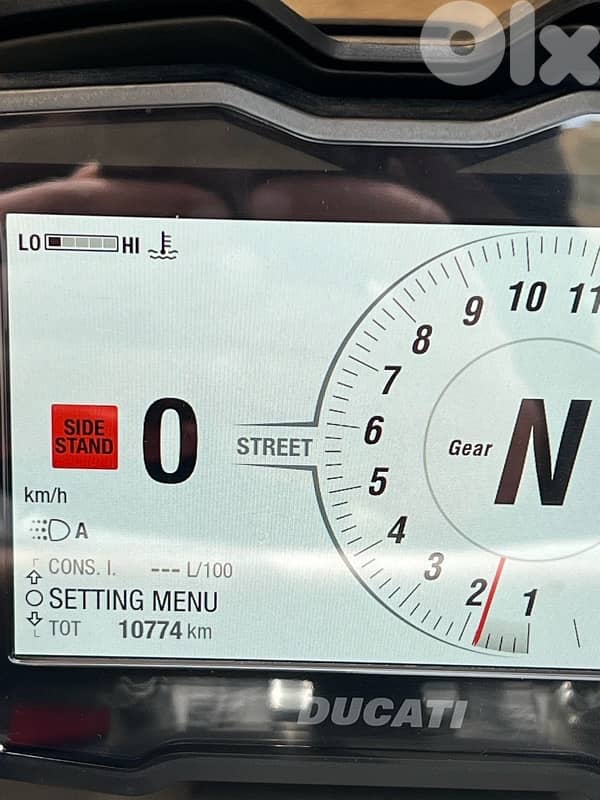 olx
LO HI
11
10
9
8
7
6
5
4
3
2
1
SIDE
STAND
0
STREET
Gear N
km/h
A
CONS. I. --- L/100
SETTING MENU
TOT 10774 km
DUCATI